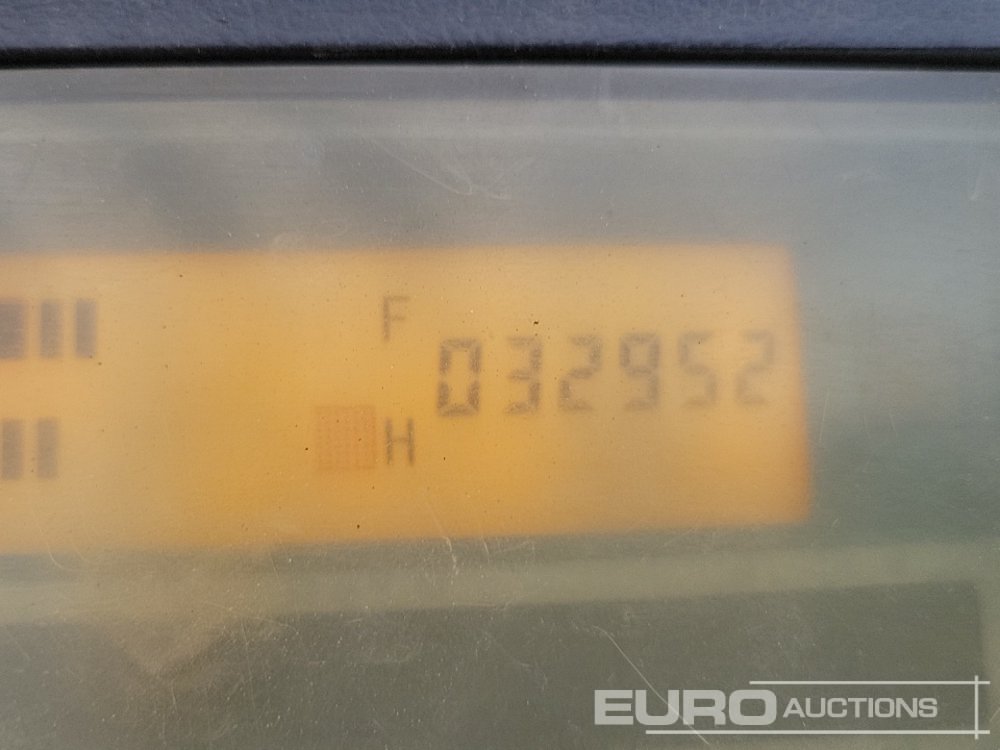 F
032952
H
EURO AUCTIONS